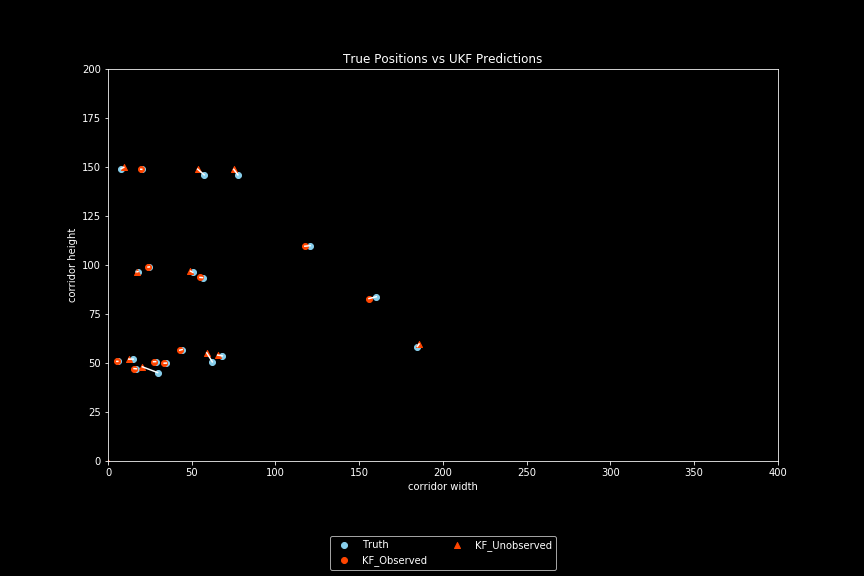 True Positions vs UKF Predictions
200
175
150
125
100
75
50
25
0
corridor height
0 50 100 150 200 250 300 350 400
corridor width
Truth
KF_Observed
KF_Unobserved